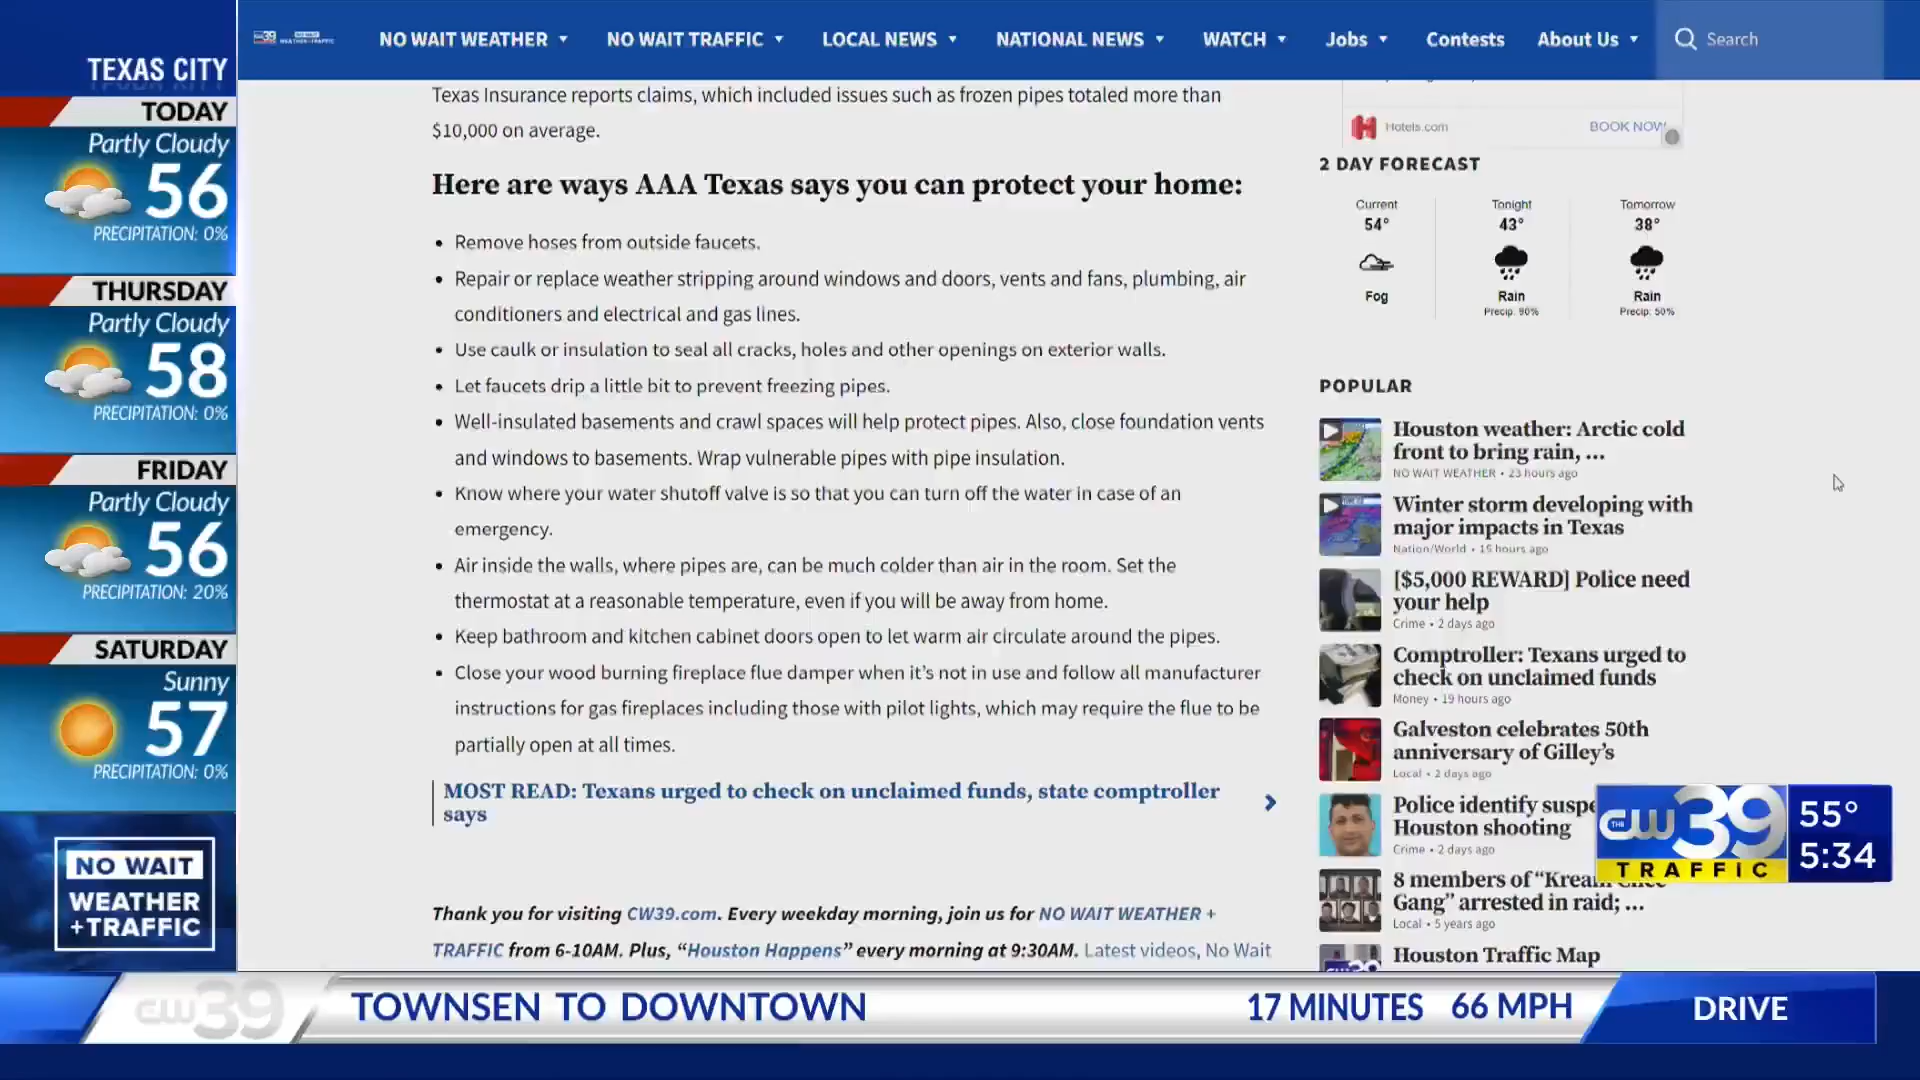 TEXAS CITY
TODAY
Partly Cloudy
56
PRECIPITATION: 0%
THURSDAY
Partly Cloudy
58
PRECIPITATION: 0%
FRIDAY
Partly Cloudy
56
PRECIPITATION: 20%
SATURDAY
Sunny
57
PRECIPITATION: 0%
NO WAIT
WEATHER
+TRAFFIC
NO WAIT WEATHER
NO WAIT TRAFFIC
LOCAL NEWS
NATIONAL NEWS
WATCH
Jobs
Contests
About Us
Search
Texas Insurance reports claims, which included issues such as frozen pipes totaled more than
$10,000 on average.
Here are ways AAA Texas says you can protect your home:
• Remove hoses from outside faucets.
• Repair or replace weather stripping around windows and doors, vents and fans, plumbing, air
conditioners and electrical and gas lines.
• Use caulk or insulation to seal all cracks, holes and other openings on exterior walls.
• Let faucets drip a little bit to prevent freezing pipes.
• Well-insulated basements and crawl spaces will help protect pipes. Also, close foundation vents
and windows to basements. Wrap vulnerable pipes with pipe insulation.
• Know where your water shutoff valve is so that you can turn off the water in case of an
emergency.
• Air inside the walls, where pipes are, can be much colder than air in the room. Set the
thermostat at a reasonable temperature, even if you will be away from home.
• Keep bathroom and kitchen cabinet doors open to let warm air circulate around the pipes.
• Close your wood burning fireplace flue damper when it’s not in use and follow all manufacturer
instructions for gas fireplaces including those with pilot lights, which may require the flue to be
partially open at all times.
MOST READ: Texans urged to check on unclaimed funds, state comptroller
says
Thank you for visiting CW39.com. Every weekday morning, join us for NO WAIT WEATHER +
TRAFFIC from 6-10AM. Plus, “Houston Happens” every morning at 9:30AM. Latest videos, No Wait
Hotels.com
BOOK NOW
2 DAY FORECAST
Current
54°
Fog
Tonight
43°
Rain
Precip: 90%
Tomorrow
38°
Rain
Precip: 50%
POPULAR
Houston weather: Arctic cold
front to bring rain, ...
NO WAIT WEATHER • 23 hours ago
Winter storm developing with
major impacts in Texas
Nation/World • 15 hours ago
[$5,000 REWARD] Police need
your help
Crime • 2 days ago
Comptroller: Texans urged to
check on unclaimed funds
Money • 19 hours ago
Galveston celebrates 50th
anniversary of Gilley’s
Local • 2 days ago
Police identify suspe
Houston shooting
Crime • 2 days ago
8 members of “Kream
Gang” arrested in raid; ...
Local • 5 years ago
Houston Traffic Map
THE CW 39
TRAFFIC
55°
5:34
CW39
TOWNSEN TO DOWNTOWN
17 MINUTES 66 MPH
DRIVE